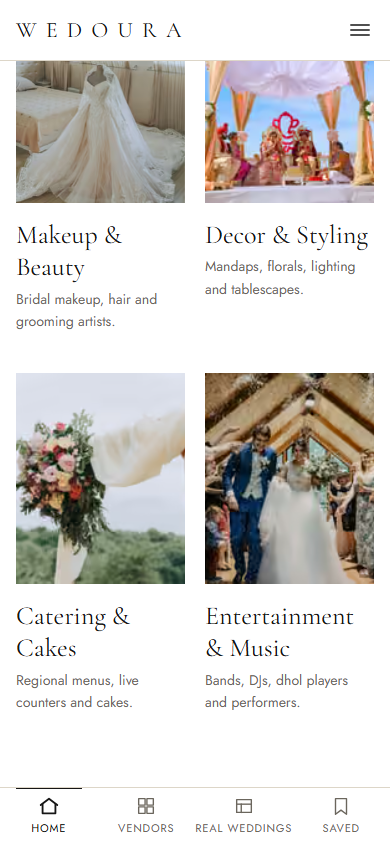 WEDOURA
Makeup &
Beauty
Bridal makeup, hair and
grooming artists.
Decor & Styling
Mandaps, florals, lighting
and tablescapes.
Catering &
Cakes
Regional menus, live
counters and cakes.
Entertainment
& Music
Bands, DJs, dhol players
and performers.
HOME
VENDORS
REAL WEDDINGS
SAVED